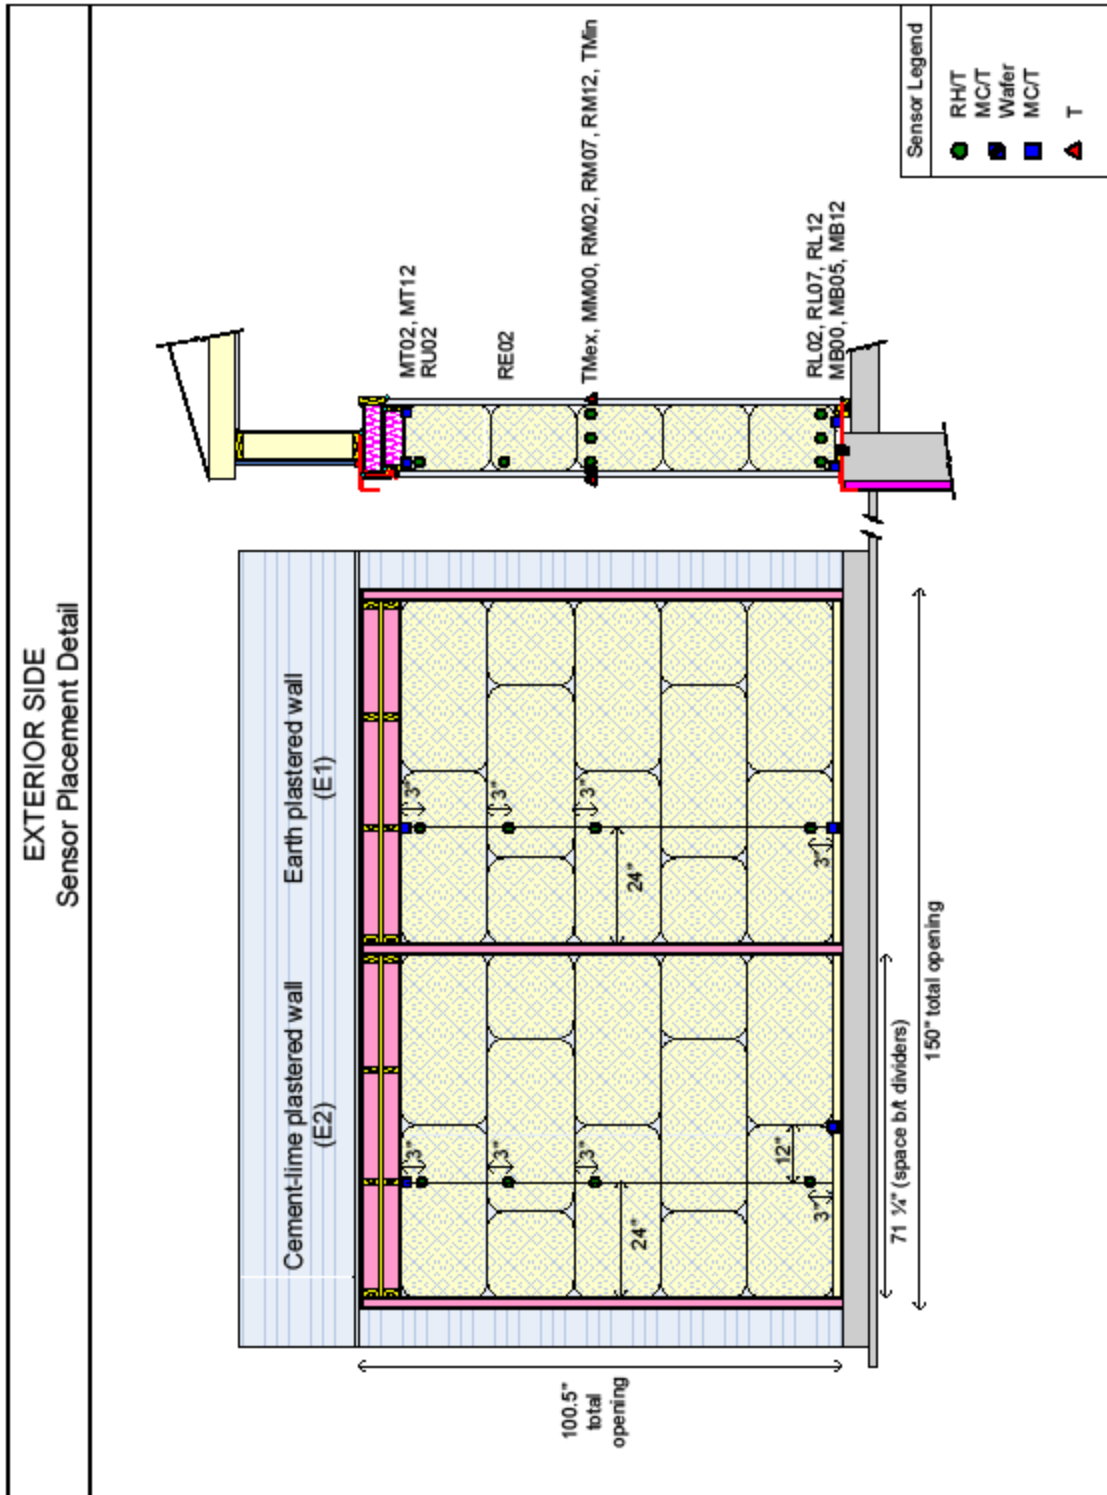 EXTERIOR SIDE
Sensor Placement Detail
Cement-lime plastered wall
(E2)
Earth plastered wall
(E1)
100.5"
total
opening
3"
3"
3"
24"
12"
3"
3"
3"
3"
24"
3"
71 ¼" (space b/t dividers)
150" total opening
MT02, MT12
RU02
RE02
TMex, MM00, RM02, RM07, RM12, TMin
RL02, RL07, RL12
MB00, MB05, MB12
Sensor Legend
RH/T
MC/T
Wafer
MC/T
T